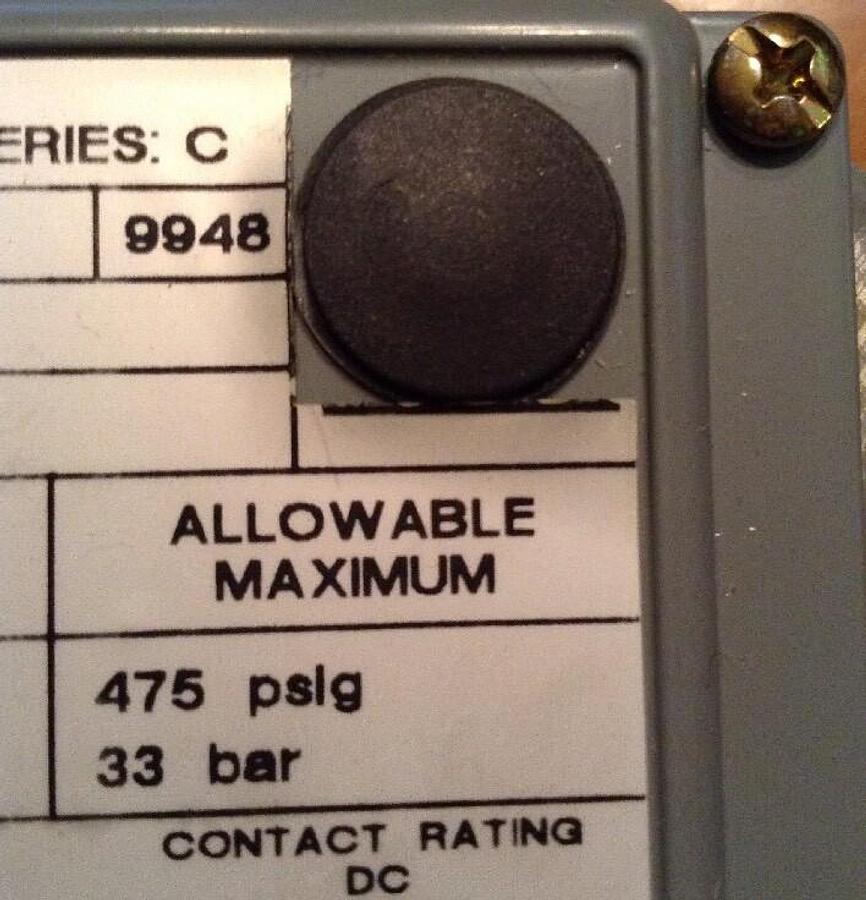 ERIES: C
9948
ALLOWABLE
MAXIMUM
475 psig
33 bar
CONTACT RATING
DC